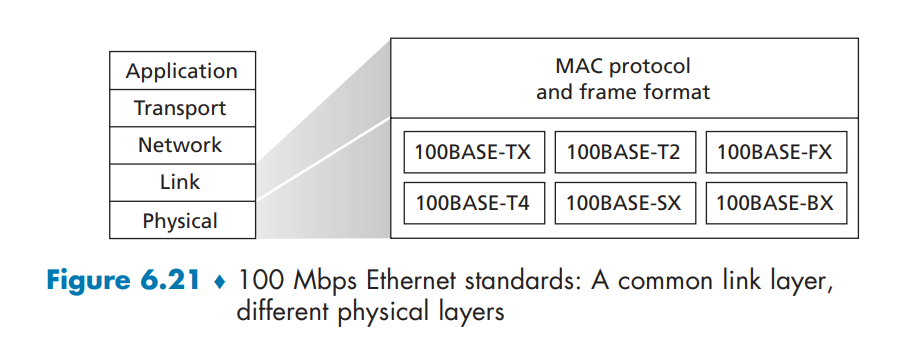 Application
Transport
Network
Link
Physical
MAC protocol
and frame format
100BASE-TX
100BASE-T2
100BASE-FX
100BASE-T4
100BASE-SX
100BASE-BX
Figure 6.21 ♦ 100 Mbps Ethernet standards: A common link layer,
different physical layers